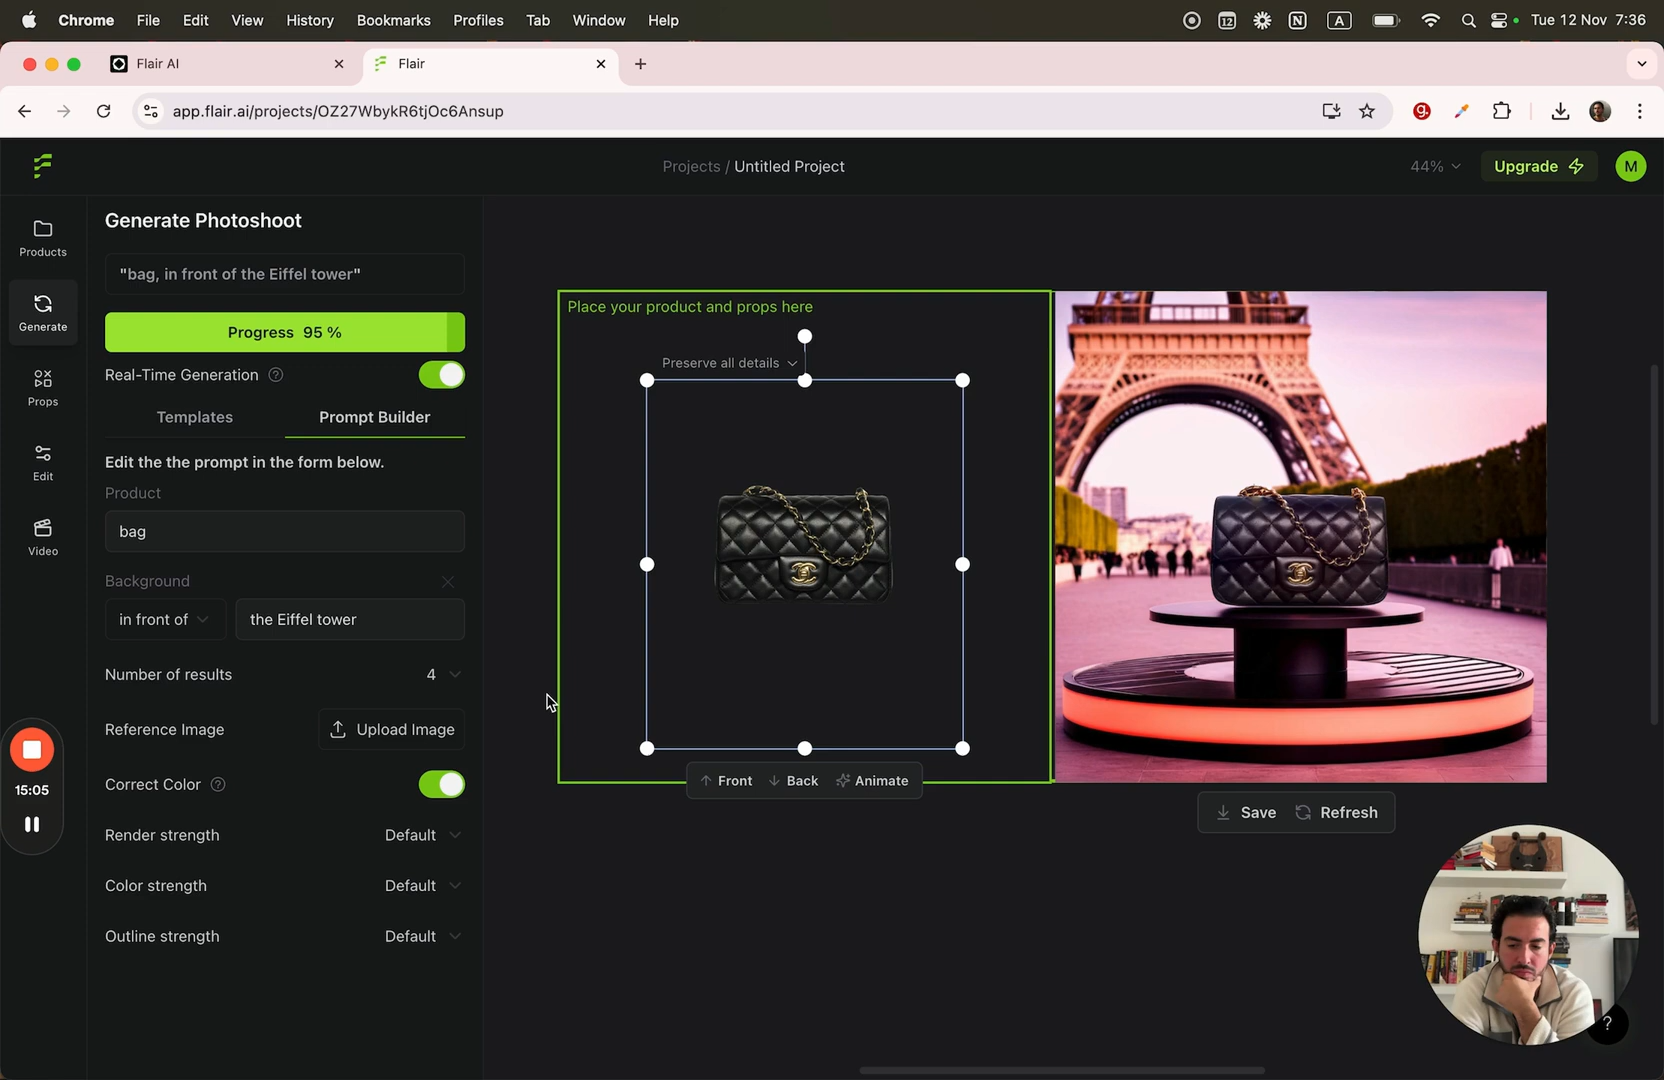 Chrome File Edit View History Bookmarks Profiles Tab Window Help
12 N A Tue 12 Nov 7:36
Flair AI
Flair
app.flair.ai/projects/OZ27WbykR6tjOc6Ansup
g.
Projects / Untitled Project
44%
Upgrade
M
Products
Generate
Props
Edit
Video
15:05
Generate Photoshoot
"bag, in front of the Eiffel tower"
Progress 95 %
Real-Time Generation ?
Templates Prompt Builder
Edit the the prompt in the form below.
Product
bag
Background
in front of the Eiffel tower
Number of results 4
Reference Image Upload Image
Correct Color ?
Render strength Default
Color strength Default
Outline strength Default
Place your product and props here
Preserve all details
Front Back Animate
Save Refresh
?